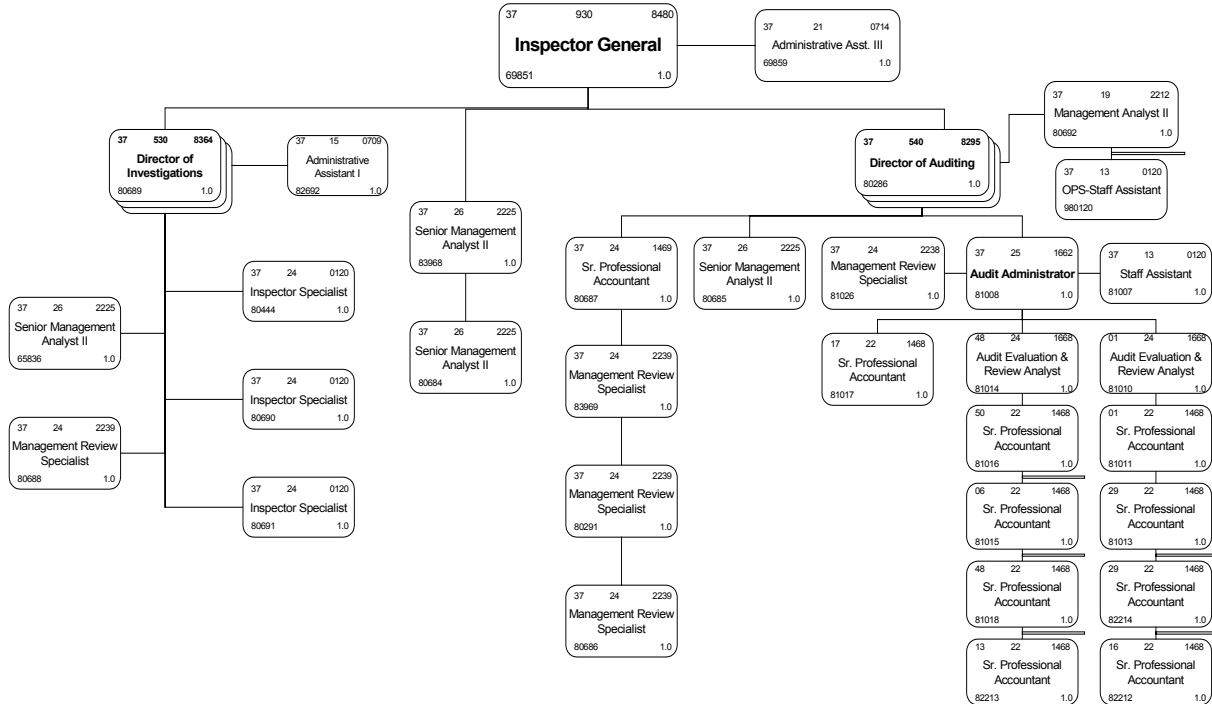 37 930 8480
Inspector General
69851 1.0
37 21 0714
Administrative Asst. III
69859 1.0
37 530 8364
Director of
Investigations
80689 1.0
37 15 0709
Administrative
Assistant I
82692 1.0
37 540 8295
Director of Auditing
80286 1.0
37 19 2212
Management Analyst II
80692 1.0
37 13 0120
OPS-Staff Assistant
980120
37 26 2225
Senior Management
Analyst II
83968 1.0
37 26 2225
Senior Management
Analyst II
80684 1.0
37 24 0120
Inspector Specialist
80444 1.0
37 26 2225
Senior Management
Analyst II
65836 1.0
37 24 0120
Inspector Specialist
80690 1.0
37 24 2239
Management Review
Specialist
80688 1.0
37 24 0120
Inspector Specialist
80691 1.0
37 24 1469
Sr. Professional
Accountant
80687 1.0
37 24 2239
Management Review
Specialist
83969 1.0
37 24 2239
Management Review
Specialist
80291 1.0
37 24 2239
Management Review
Specialist
80686 1.0
37 26 2225
Senior Management
Analyst II
80685 1.0
37 24 2238
Management Review
Specialist
81026 1.0
37 25 1662
Audit Administrator
81008 1.0
37 13 0120
Staff Assistant
81007 1.0
17 22 1468
Sr. Professional
Accountant
81017 1.0
48 24 1668
Audit Evaluation &
Review Analyst
81014 1.0
50 22 1468
Sr. Professional
Accountant
81016 1.0
06 22 1468
Sr. Professional
Accountant
81015 1.0
48 22 1468
Sr. Professional
Accountant
81018 1.0
13 22 1468
Sr. Professional
Accountant
82213 1.0
01 24 1668
Audit Evaluation &
Review Analyst
81010 1.0
01 22 1468
Sr. Professional
Accountant
81011 1.0
29 22 1468
Sr. Professional
Accountant
81013 1.0
29 22 1468
Sr. Professional
Accountant
82214 1.0
16 22 1468
Sr. Professional
Accountant
82212 1.0